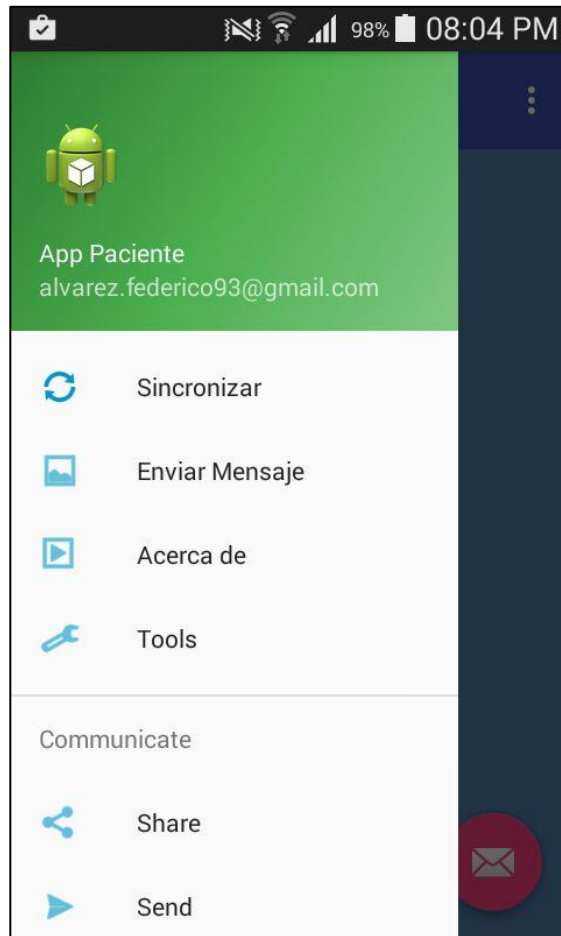 98% 08:04 PM
App Paciente
alvarez.federico93@gmail.com
Sincronizar
Enviar Mensaje
Acerca de
Tools
Communicate
Share
Send